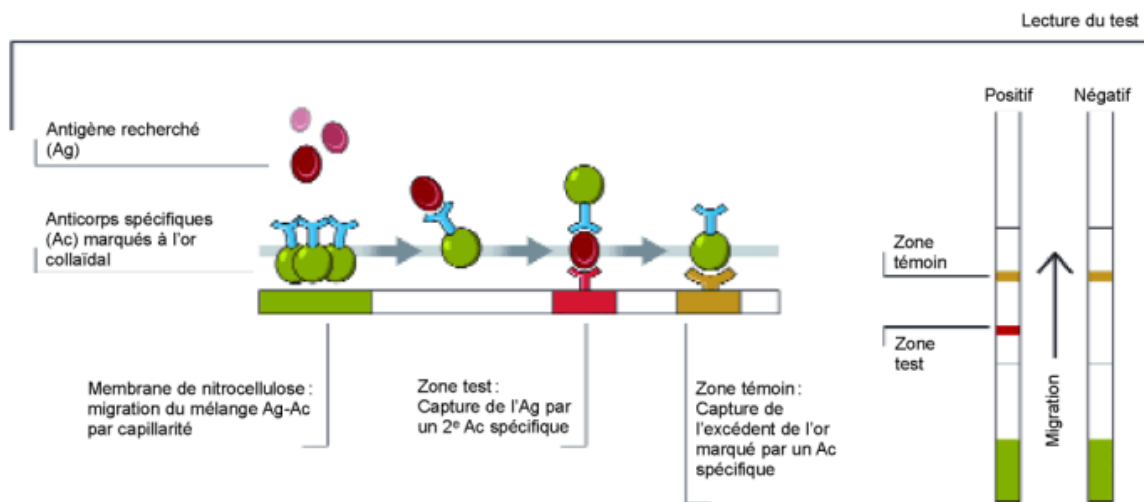 Lecture du test
Positif
Négatif
Antigène recherché
(Ag)
Anticorps spécifiques
(Ac) marqués à l'or
collaïdal
Zone
témoin
Zone
test
Migration
Membrane de nitrocellulose :
migration du mélange Ag-Ac
par capillarité
Zone test :
Capture de l'Ag par
un 2e Ac spécifique
Zone témoin :
Capture de
l'excédent de l'or
marqué par un Ac
spécifique